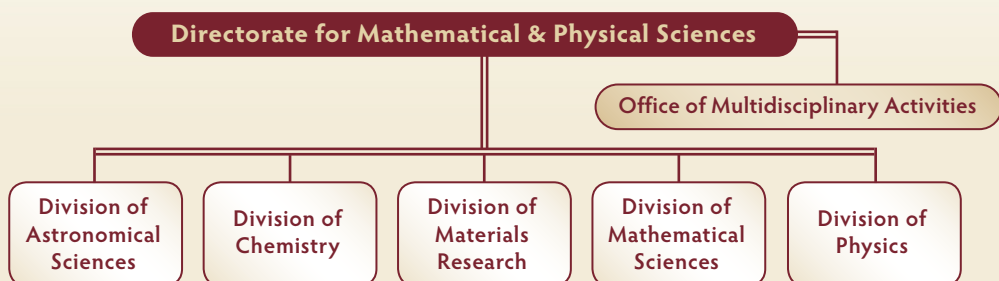 Directorate for Mathematical & Physical Sciences
Office of Multidisciplinary Activities
Division of
Astronomical
Sciences
Division of
Chemistry
Division of
Materials
Research
Division of
Mathematical
Sciences
Division of
Physics